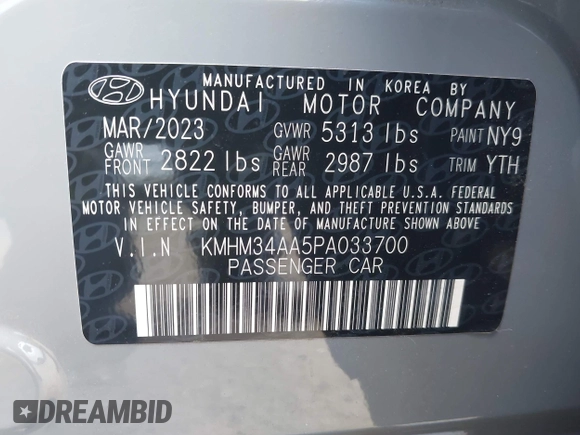 MANUFACTURED IN KOREA BY
HYUNDAI MOTOR COMPANY
MAR/2023 GVWR 5313 lbs PAINT NY9
GAWR FRONT 2822 lbs GAWR REAR 2987 lbs TRIM YTH
THIS VEHICLE CONFORMS TO ALL APPLICABLE U.S.A. FEDERAL
MOTOR VEHICLE SAFETY, BUMPER, AND THEFT PREVENTION STANDARDS
IN EFFECT ON THE DATE OF MANUFACTURE SHOWN ABOVE.
V.I.N KMHM34AA5PA033700
PASSENGER CAR
DREAMBID